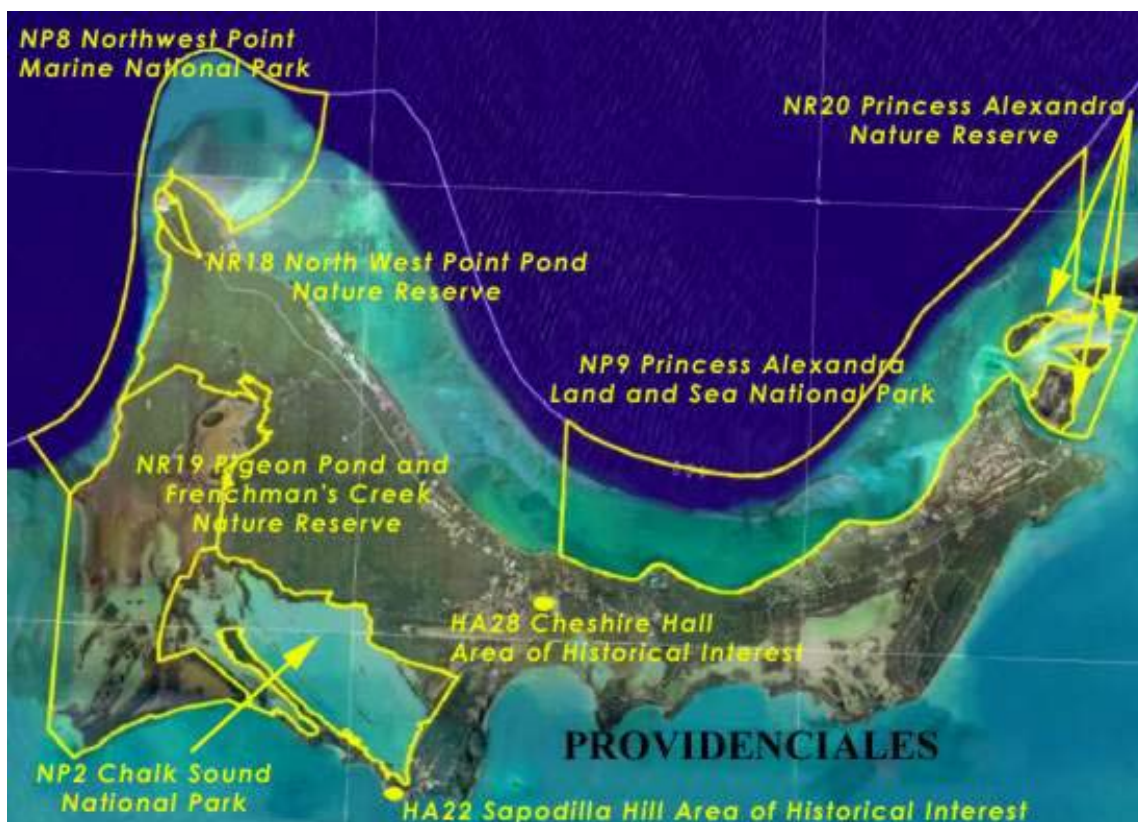 NP8 Northwest Point
Marine National Park
NR20 Princess Alexandra
Nature Reserve
NR18 North West Point Pond
Nature Reserve
NP9 Princess Alexandra
Land and Sea National Park
NR19 Pigeon Pond and
Frenchman's Creek
Nature Reserve
HA28 Cheshire Hall
Area of Historical Interest
PROVIDENCIALES
NP2 Chalk Sound
National Park
HA22 Sapodilla Hill Area of Historical Interest